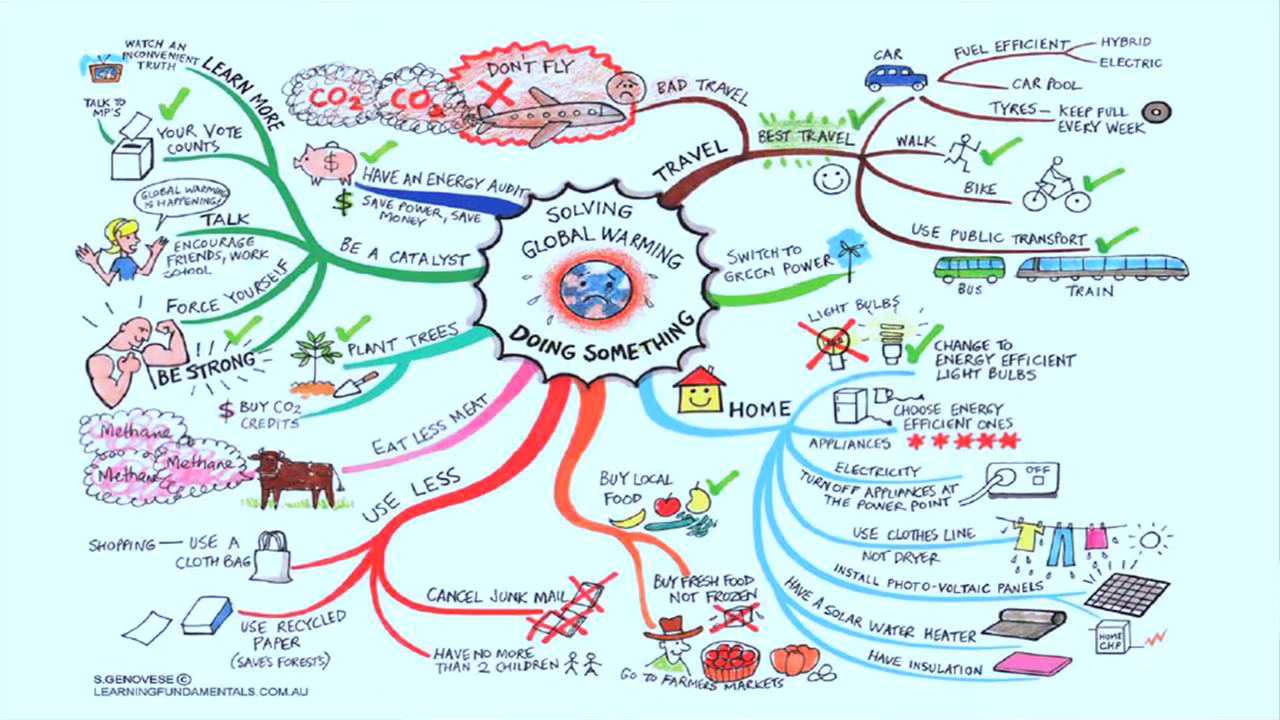 SOLVING
GLOBAL WARMING
DOING SOMETHING
TRAVEL
BAD TRAVEL
DON'T FLY
CO2
CO2
BEST TRAVEL
CAR
FUEL EFFICIENT
HYBRID
ELECTRIC
CAR POOL
TYRES — KEEP FULL
EVERY WEEK
WALK
BIKE
USE PUBLIC TRANSPORT
BUS
TRAIN
SWITCH TO
GREEN POWER
HOME
LIGHT BULBS
CHANGE TO
ENERGY EFFICIENT
LIGHT BULBS
CHOOSE ENERGY
EFFICIENT ONES
APPLIANCES
ELECTRICITY
TURN OFF APPLIANCES AT
THE POWER POINT
OFF
USE CLOTHES LINE
NOT DRYER
INSTALL PHOTO-VOLTAIC PANELS
HOME
CHP
HAVE A SOLAR WATER HEATER
HAVE INSULATION
BUY LOCAL
FOOD
BUY FRESH FOOD
NOT FROZEN
GO TO FARMERS MARKETS
USE LESS
SHOPPING — USE A
CLOTH BAG
USE RECYCLED
PAPER
(SAVES FORESTS)
CANCEL JUNK MAIL
HAVE NO MORE
THAN 2 CHILDREN
EAT LESS MEAT
Methane
Methane
Methane
PLANT TREES
$ BUY CO2
CREDITS
BE A CATALYST
LEARN MORE
WATCH AN
INCONVENIENT
TRUTH
TALK TO
MP'S
YOUR VOTE
COUNTS
GLOBAL WARMING
IS HAPPENING!
TALK
ENCOURAGE
FRIENDS, WORK
SCHOOL
FORCE YOURSELF
BE STRONG
$
HAVE AN ENERGY AUDIT
$ SAVE POWER, SAVE
MONEY
S.GENOVESE ©
LEARNINGFUNDAMENTALS.COM.AU